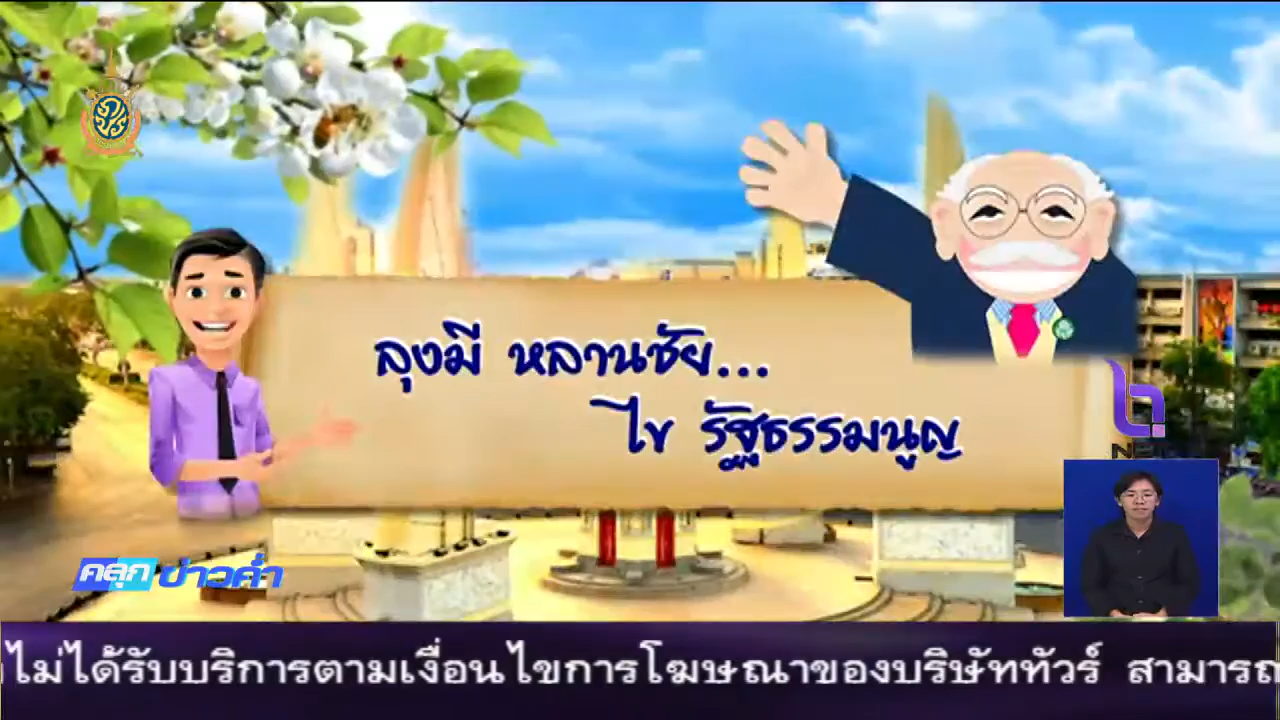 ลุงมี หลานชัย...
ไข รัฐธรรมนูญ
คลุกข่าวค่ำ
ไม่ได้รับบริการตามเงื่อนไขการโฆษณาของบริษัททัวร์ สามารถ